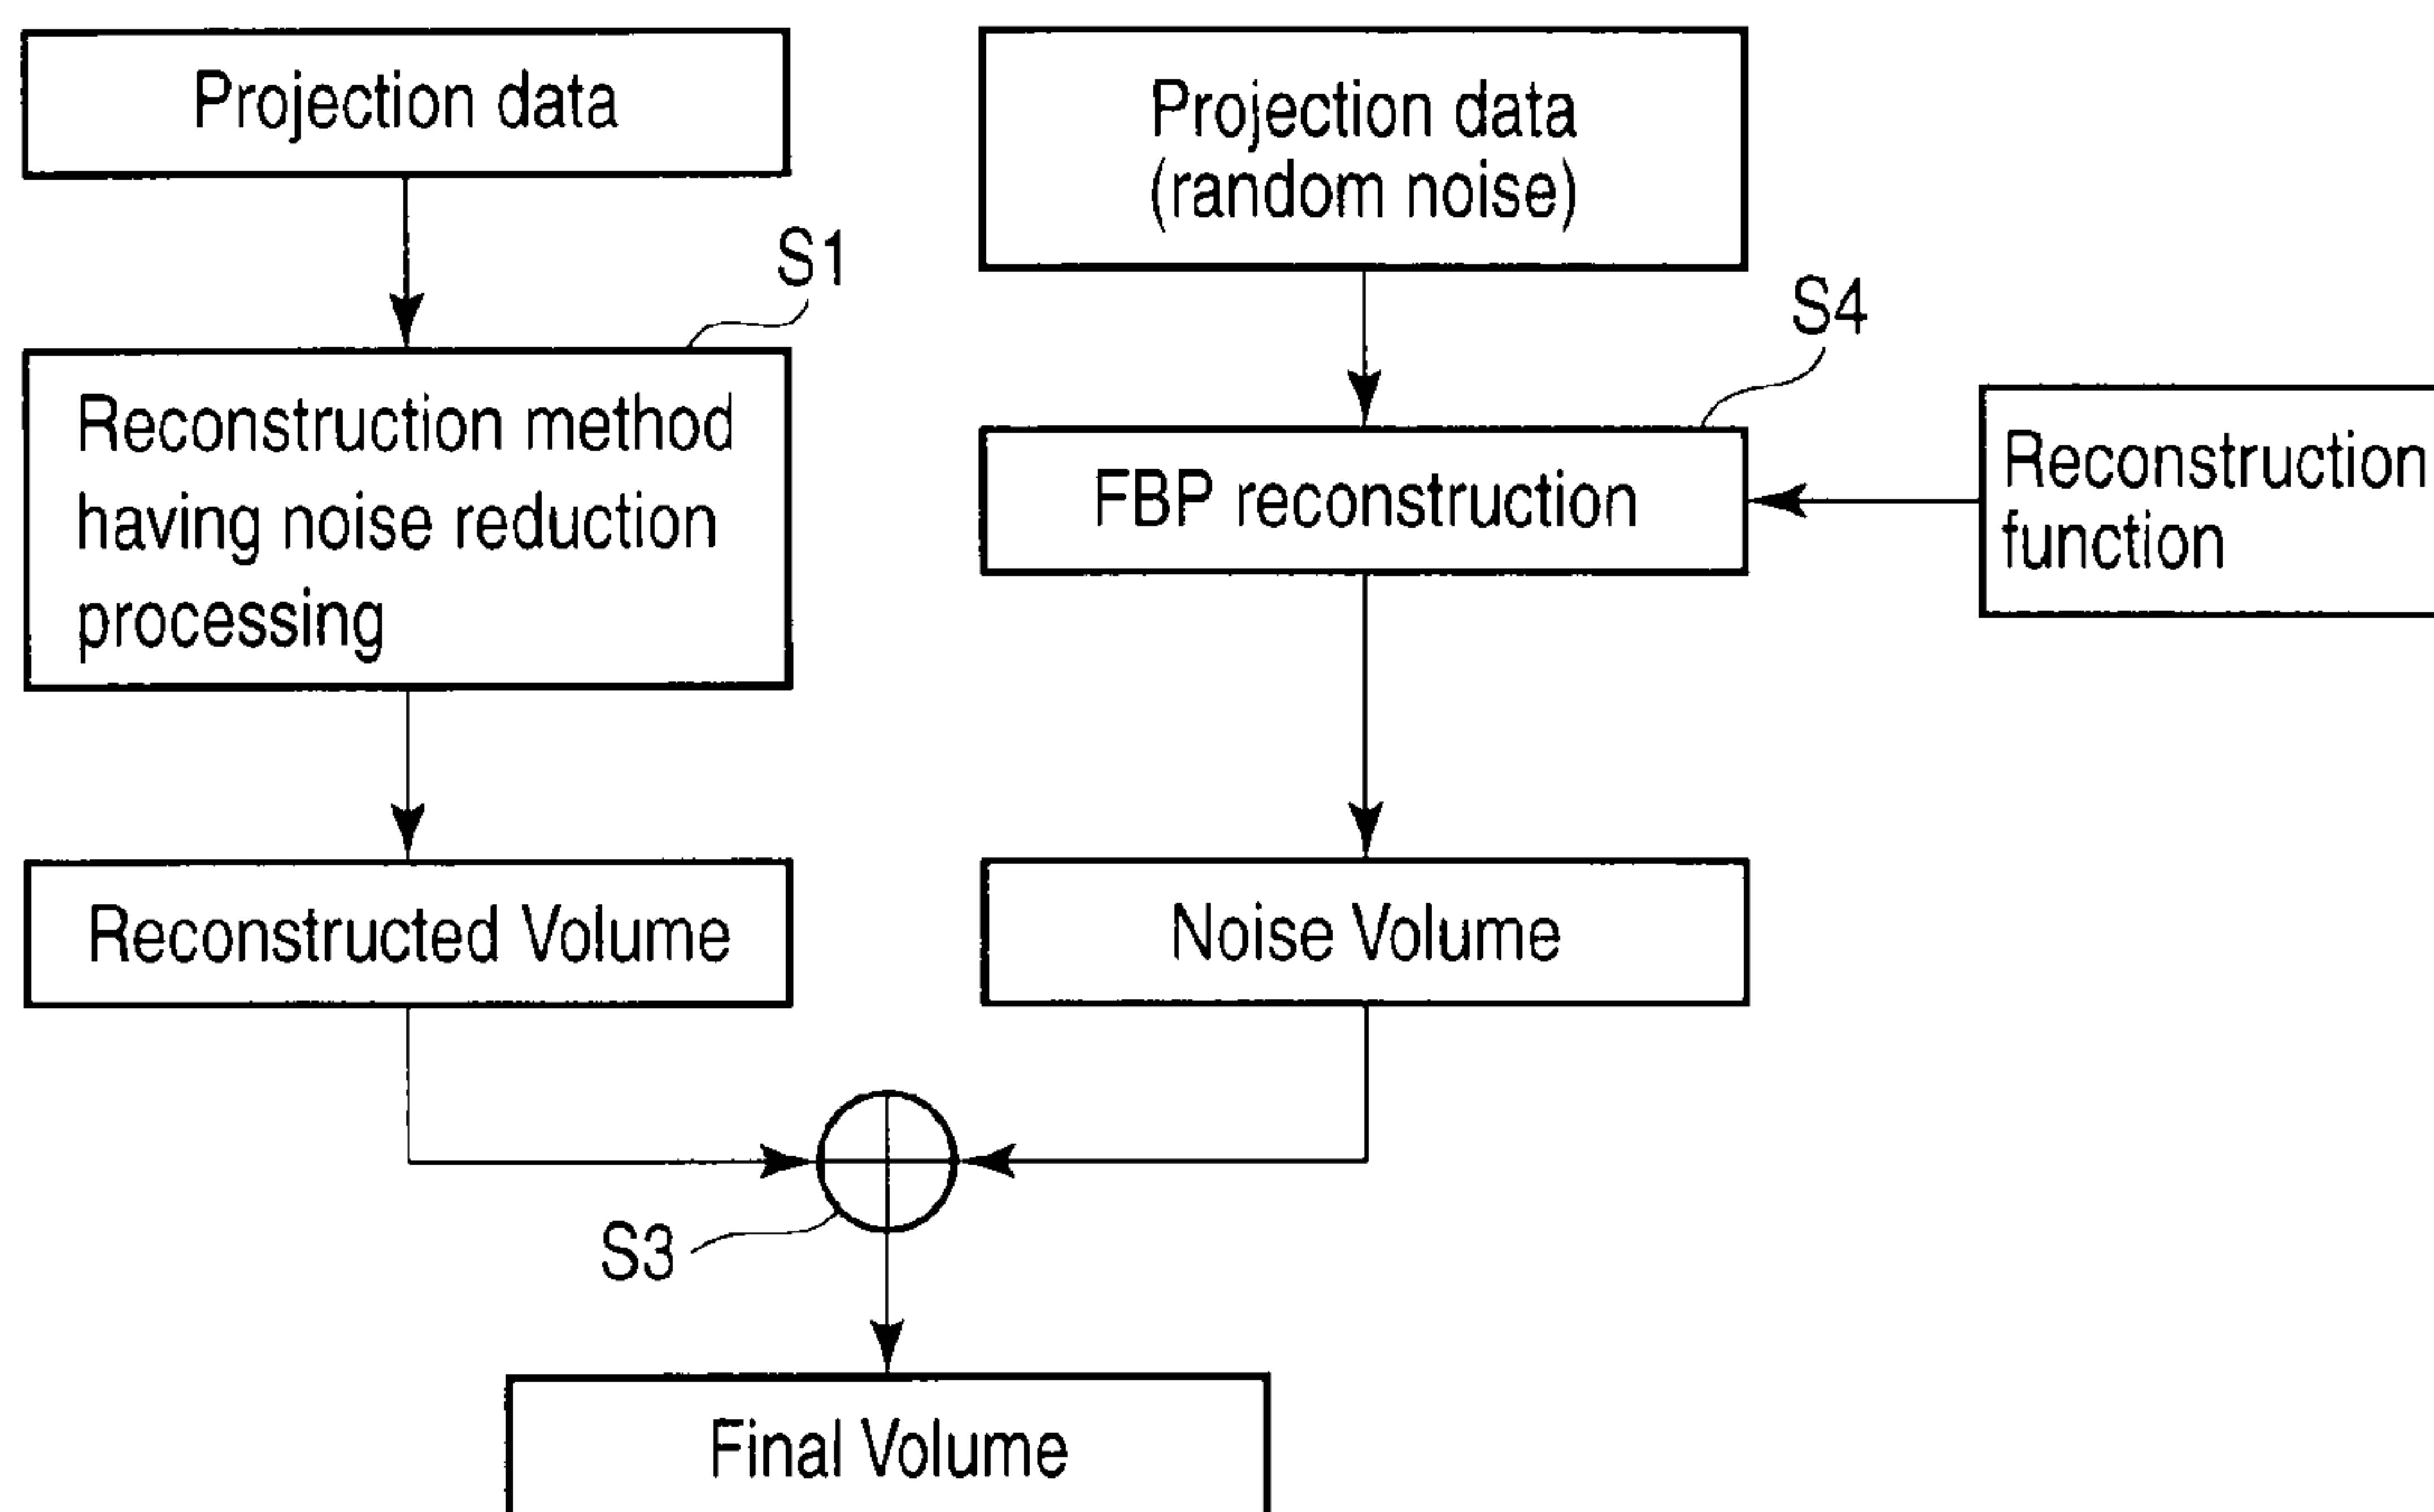 Projection data
Projection data
(random noise)
S1
S4
Reconstruction method
having noise reduction
processing
FBP reconstruction
Reconstruction
function
Reconstructed Volume
Noise Volume
S3
Final Volume